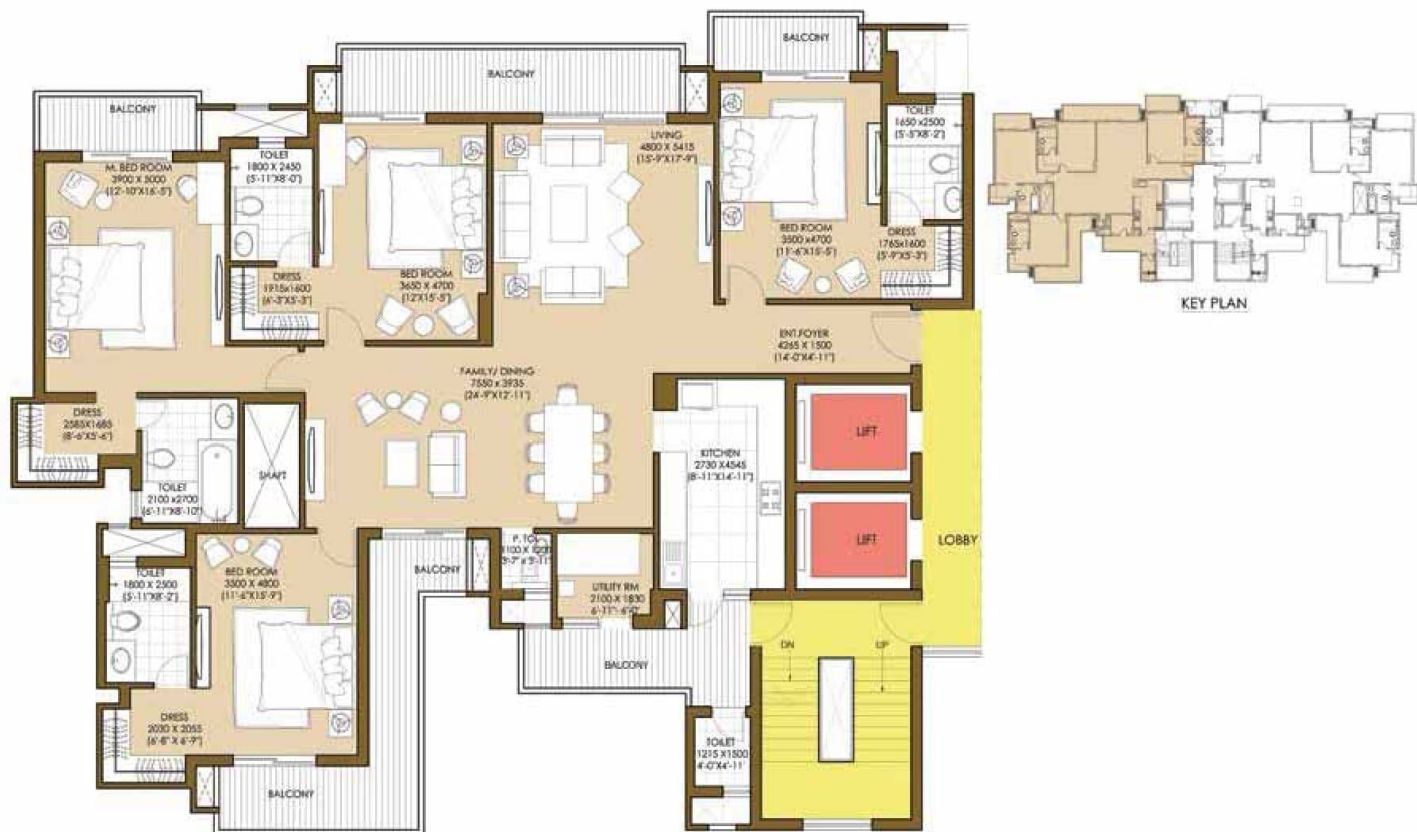 BALCONY
BALCONY
BALCONY
M. BED ROOM
3900 X 5000
(12'-10"X16'-5")
TOILET
1800 X 2450
(5'-11"X8'-0")
DRESS
1915x1600
(6'-3"X5'-3")
BED ROOM
3650 X 4700
(12'X15'-5")
LIVING
4800 X 5415
(15'-9"X17'-9")
BED ROOM
3500 x4700
(11'-6"X15'-5")
TOILET
1650 x2500
(5'-5"X8'-2")
DRESS
1765x1600
(5'-9"X5'-3")
KEY PLAN
ENT.FOYER
4265 X 1500
(14'-0"X4'-11")
FAMILY/ DINING
7550 x 3935
(24'-9"X12'-11")
DRESS
2585X1685
(8'-6"X5'-6")
TOILET
2100 x2700
(6'-11"X8'-10")
SHAFT
KITCHEN
2730 X4545
(8'-11"X14'-11")
LIFT
LIFT
LOBBY
BED ROOM
3500 X 4800
(11'-6"X15'-9")
TOILET
1800 X 2500
(5'-11"X8'-2")
DRESS
2030 X 2055
(6'-8" X 6'-9")
BALCONY
BALCONY
P. TOI.
UTILITY RM
2100 X 1830
6'-11"- 6'-0"
BALCONY
DN
UP
TOILET
1215 X1500
4'-0"X4'-11"